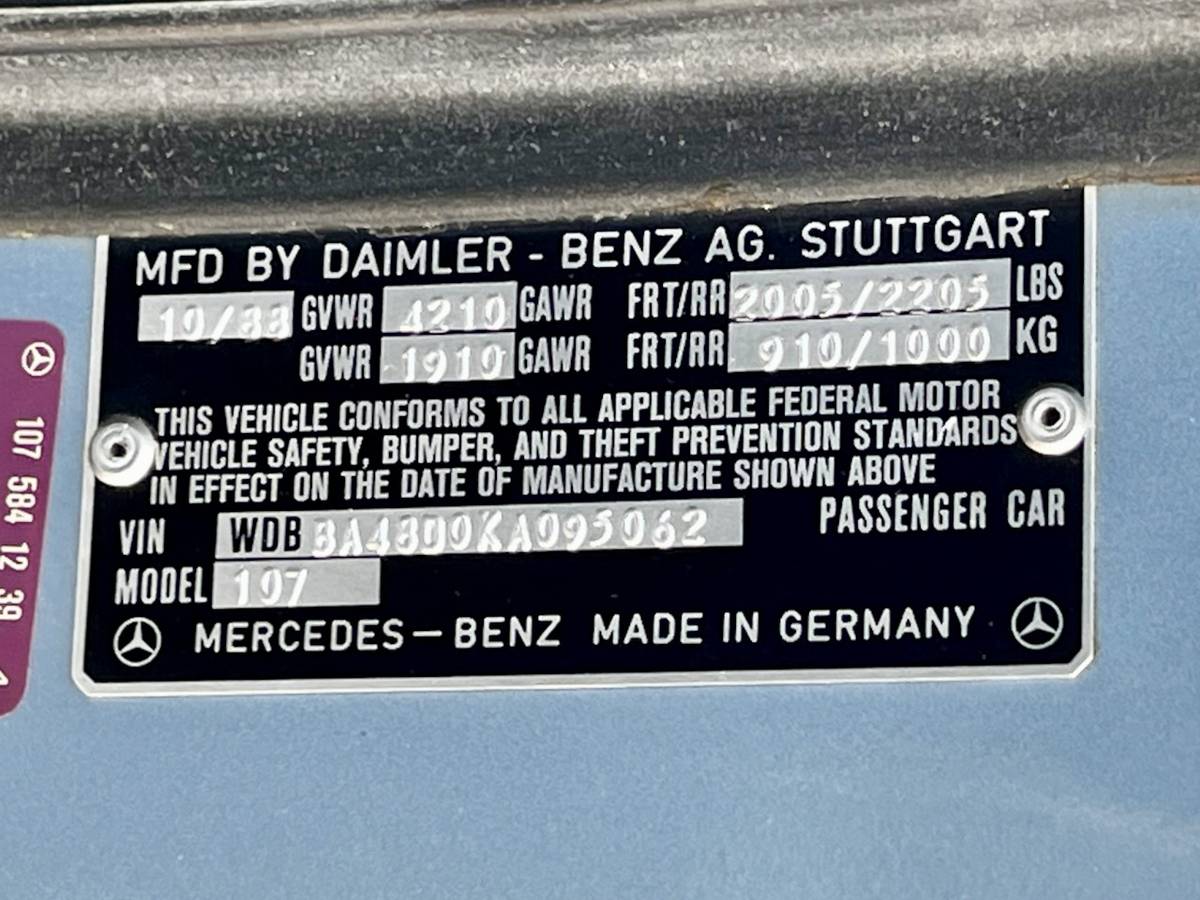 MFD BY DAIMLER - BENZ AG. STUTTGART
10/88 GVWR 4210 GAWR FRT/RR 2005/2205 LBS
GVWR 1910 GAWR FRT/RR 910/1000 KG
THIS VEHICLE CONFORMS TO ALL APPLICABLE FEDERAL MOTOR
VEHICLE SAFETY, BUMPER, AND THEFT PREVENTION STANDARDS
IN EFFECT ON THE DATE OF MANUFACTURE SHOWN ABOVE
VIN WDB BA48D0KA095062 PASSENGER CAR
MODEL 107
MERCEDES-BENZ MADE IN GERMANY
107 584 12 39